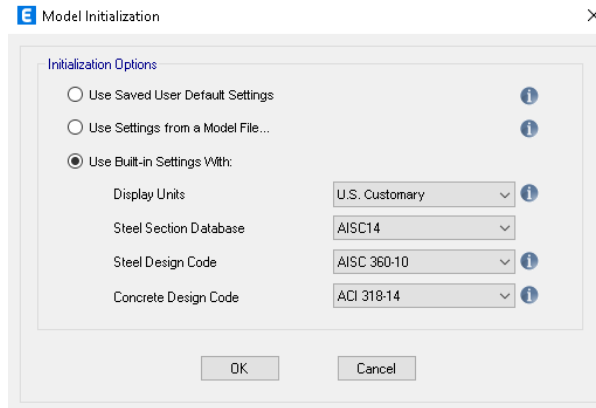 E Model Initialization
Initialization Options
Use Saved User Default Settings
Use Settings from a Model File...
Use Built-in Settings With:
Display Units U.S. Customary
Steel Section Database AISC14
Steel Design Code AISC 360-10
Concrete Design Code ACI 318-14
OK Cancel